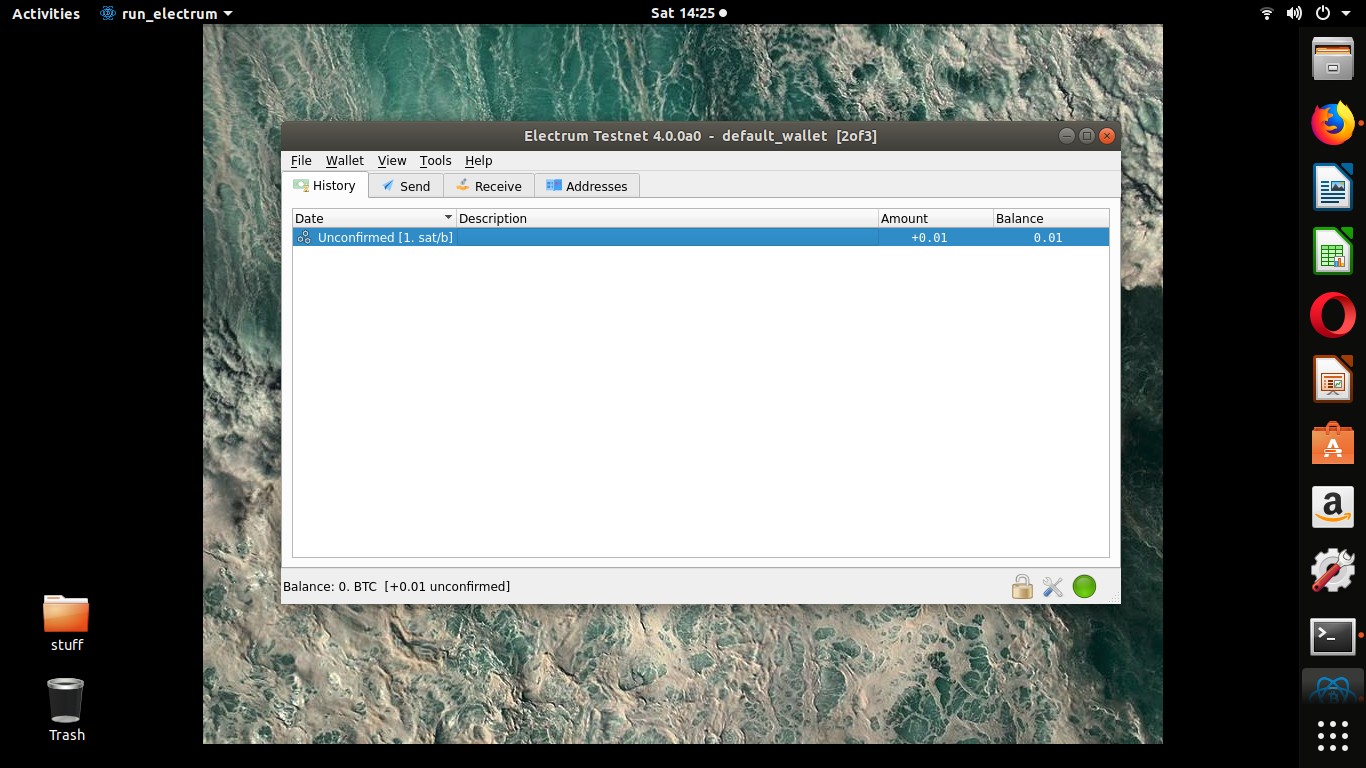 Activities run_electrum Sat 14:25
Electrum Testnet 4.0.0a0 - default_wallet [2of3]
File Wallet View Tools Help
History Send Receive Addresses
Date Description Amount Balance
Unconfirmed [1. sat/b] +0.01 0.01
Balance: 0. BTC [+0.01 unconfirmed]
stuff
Trash